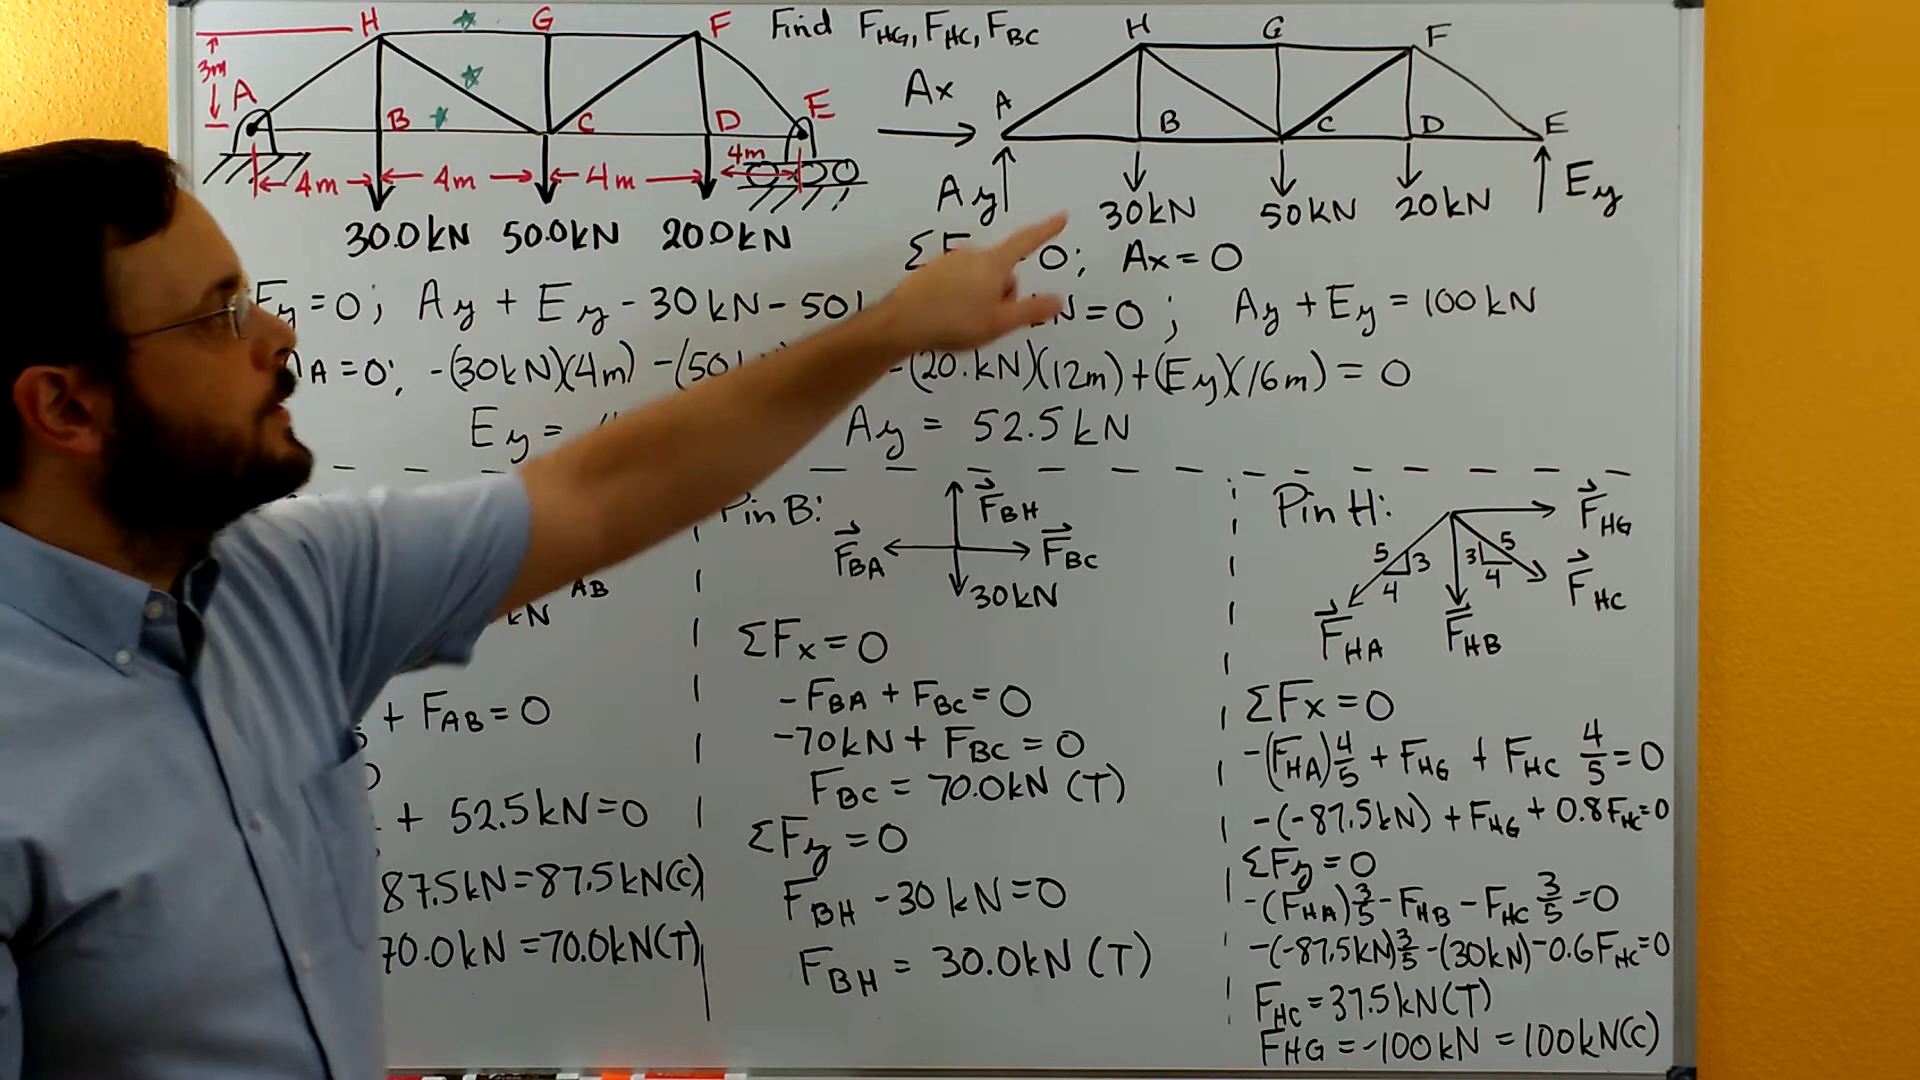 H G F Find F_HG, F_HC, F_BC H G F
3m A B C D E Ax A B C D E
4m 4m 4m 4m Ay 30kN 50kN 20kN Ey
30.0kN 50.0kN 20.0kN
=0; Ax=0
F_y=0; Ay + Ey - 30kN - 50 =0; Ay + Ey = 100kN
A=0; -(30kN)(4m) -(50 -(20.kN)(12m)+(Ey)(16m)=0
Ey= Ay = 52.5kN
AB
kN
+ F_AB=0
+ 52.5kN=0
87.5kN=87.5kN(C)
70.0kN=70.0kN(T)
Pin B:
F_BH
F_BA F_BC
30kN
ΣFx=0
-F_BA + F_BC=0
-70kN + F_BC=0
F_BC = 70.0kN (T)
ΣFy=0
F_BH -30kN=0
F_BH = 30.0kN (T)
Pin H: F_HG
5 3 4 3 5 4
F_HA F_HB F_HC
ΣFx=0
-(F_HA)4/5 + F_HG + F_HC 4/5=0
-(-87.5kN) + F_HG + 0.8F_HC=0
ΣFy=0
-(F_HA)3/5 - F_HB - F_HC 3/5=0
-(-87.5kN)3/5 -(30kN)-0.6F_HC=0
F_HC=37.5kN(T)
F_HG=-100kN = 100kN(C)